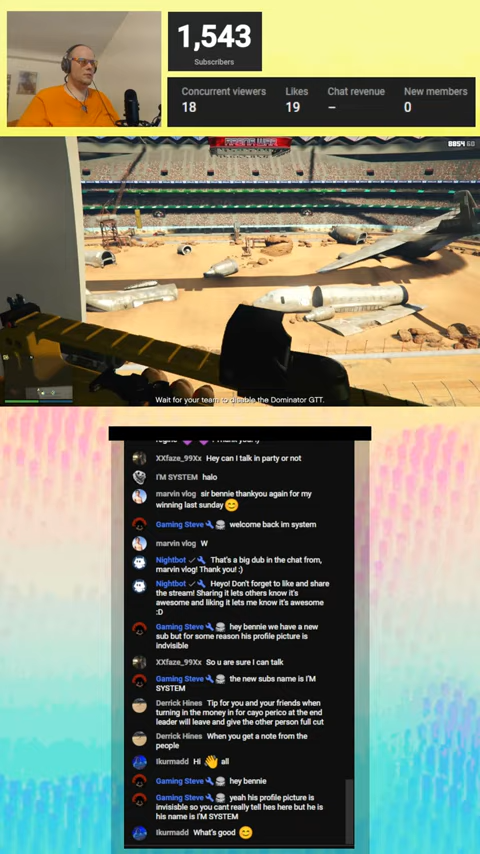 1,543
Subscribers
Concurrent viewers Likes Chat revenue New members
18 19 – 0
Wait for your team to disable the Dominator GTT.
XXfaze_99Xx Hey can I talk in party or not
I'M SYSTEM halo
marvin vlog sir bennie thankyou again for my
winning last sunday 😊
Gaming Steve welcome back im system
marvin vlog W
Nightbot That's a big dub in the chat from,
marvin vlog! Thank you! :)
Nightbot Heyo! Don't forget to like and share
the stream! Sharing it lets others know it's
awesome and liking it lets me know it's awesome
:D
Gaming Steve hey bennie we have a new
sub but for some reason his profile picture is
indvisible
XXfaze_99Xx So u are sure I can talk
Gaming Steve the new subs name is I'M
SYSTEM
Derrick Hines Tip for you and your friends when
turning in the money in for cayo perico at the end
leader will leave and give the other person full cut
Derrick Hines When you get a note from the
people
Ikurmadd Hi 👋 all
Gaming Steve hey bennie
Gaming Steve yeah his profile picture is
invisisble so you cant really tell hes here but he is
his name is I'M SYSTEM
Ikurmadd What's good 😊